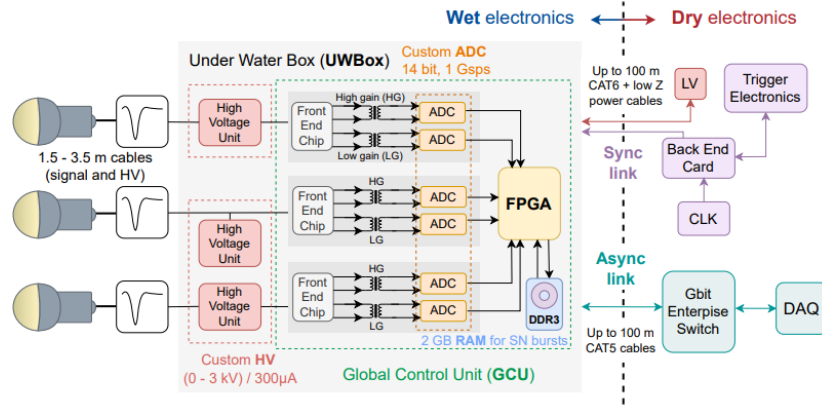 Wet electronics
Dry electronics
Under Water Box (UWBox)
Custom ADC
14 bit, 1 Gsps
Up to 100 m
CAT6 + low Z
power cables
LV
Trigger
Electronics
High
Voltage
Unit
Front
End
Chip
High gain (HG)
Low gain (LG)
ADC
ADC
1.5 - 3.5 m cables
(signal and HV)
Sync
link
Back End
Card
CLK
High
Voltage
Unit
Front
End
Chip
HG
LG
ADC
ADC
FPGA
High
Voltage
Unit
Front
End
Chip
HG
LG
ADC
ADC
DDR3
Async
link
Gbit
Enterpise
Switch
DAQ
2 GB RAM for SN bursts
Up to 100 m
CAT5 cables
Custom HV
(0 - 3 kV) / 300μA
Global Control Unit (GCU)